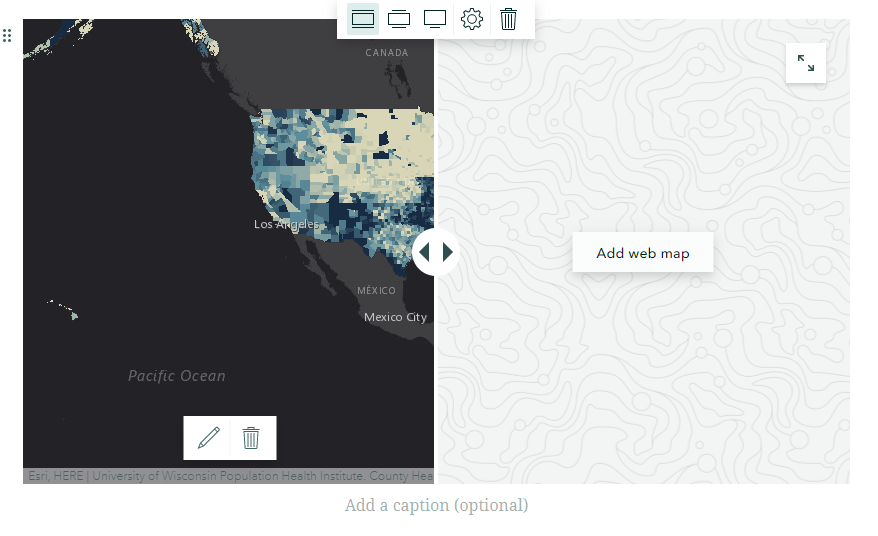 CANADA
Los Angeles
Add web map
MÉXICO
Mexico City
Pacific Ocean
Esri, HERE | University of Wisconsin Population Health Institute. County Hea
Add a caption (optional)